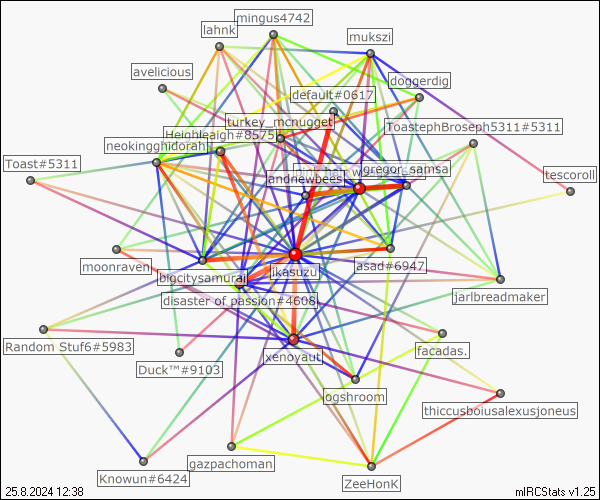 mingus4742
lahnk
mukszi
avelicious
doggerdig
default#0617
turkey_mcnugget
ToastephBroseph5311#5311
Heighleaigh#8575
neokingghidorah
Toast#5311
gregor_samsa
andrewbees
tescoroll
moonraven
bigcitysamurai
ikasuzu
asad#6947
disaster of passion#4608
jarlbreadmaker
Random Stuf6#5983
xenoyaut
facadas.
Duck™#9103
ogshroom
thiccusboiusalexusjoneus
gazpachoman
Knowun#6424
ZeeHonK
25.8.2024 12:38
mIRCStats v1.25